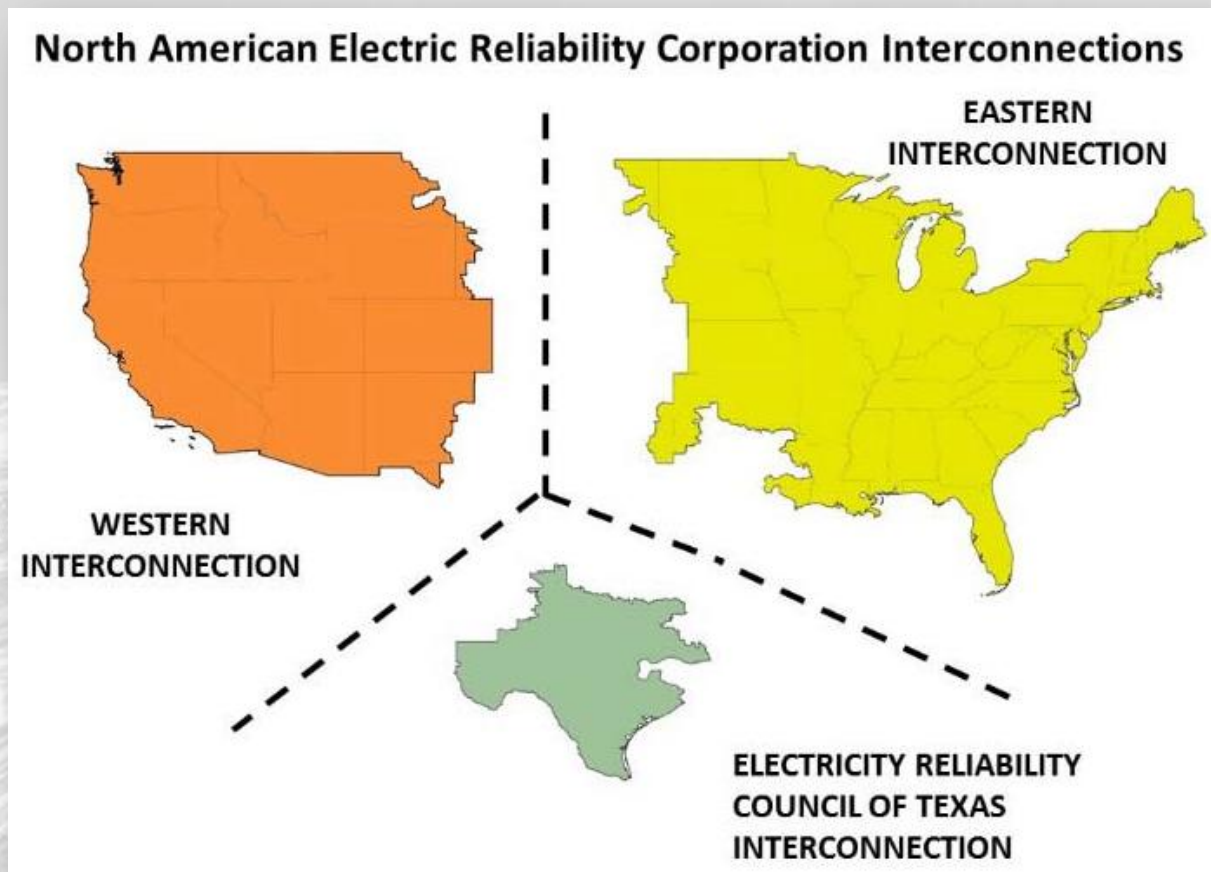 North American Electric Reliability Corporation Interconnections
EASTERN
INTERCONNECTION
WESTERN
INTERCONNECTION
ELECTRICITY RELIABILITY
COUNCIL OF TEXAS
INTERCONNECTION